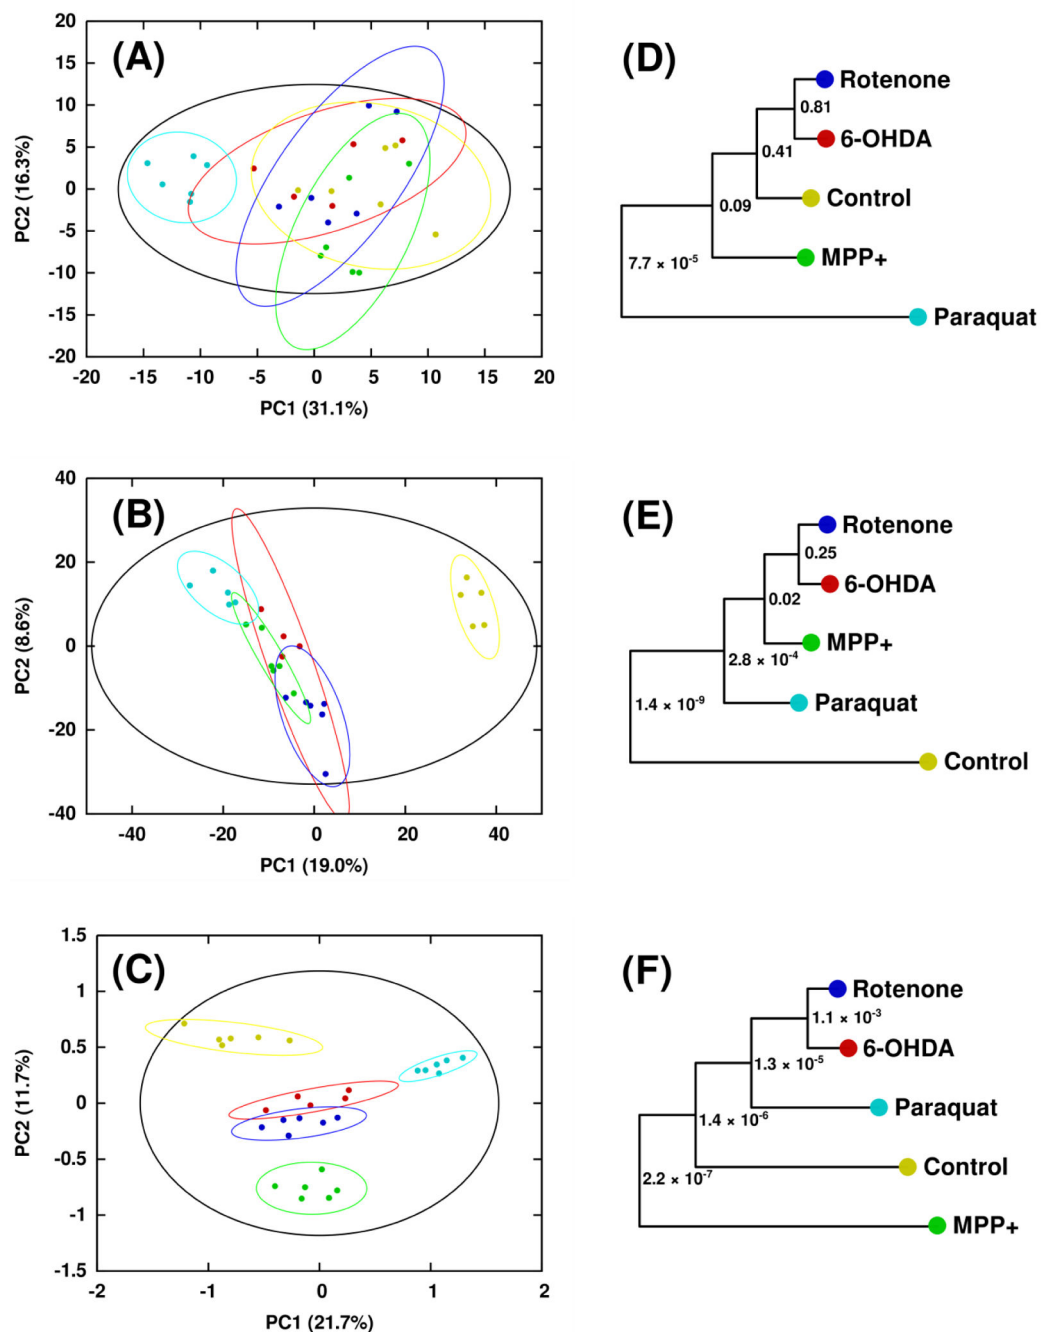 (A)
20
15
10
5
0
-5
-10
-15
-20
PC2 (16.3%)
-20 -15 -10 -5 0 5 10 15 20
PC1 (31.1%)
(D)
Rotenone
0.81
6-OHDA
0.41
Control
0.09
MPP+
7.7 × 10-5
Paraquat
(B)
40
20
0
-20
-40
PC2 (8.6%)
-40 -20 0 20 40
PC1 (19.0%)
(E)
Rotenone
0.25
6-OHDA
0.02
MPP+
2.8 × 10-4
Paraquat
1.4 × 10-9
Control
(C)
1.5
1
0.5
0
-0.5
-1
-1.5
PC2 (11.7%)
-2 -1 0 1 2
PC1 (21.7%)
(F)
Rotenone
1.1 × 10-3
6-OHDA
1.3 × 10-5
Paraquat
1.4 × 10-6
Control
2.2 × 10-7
MPP+